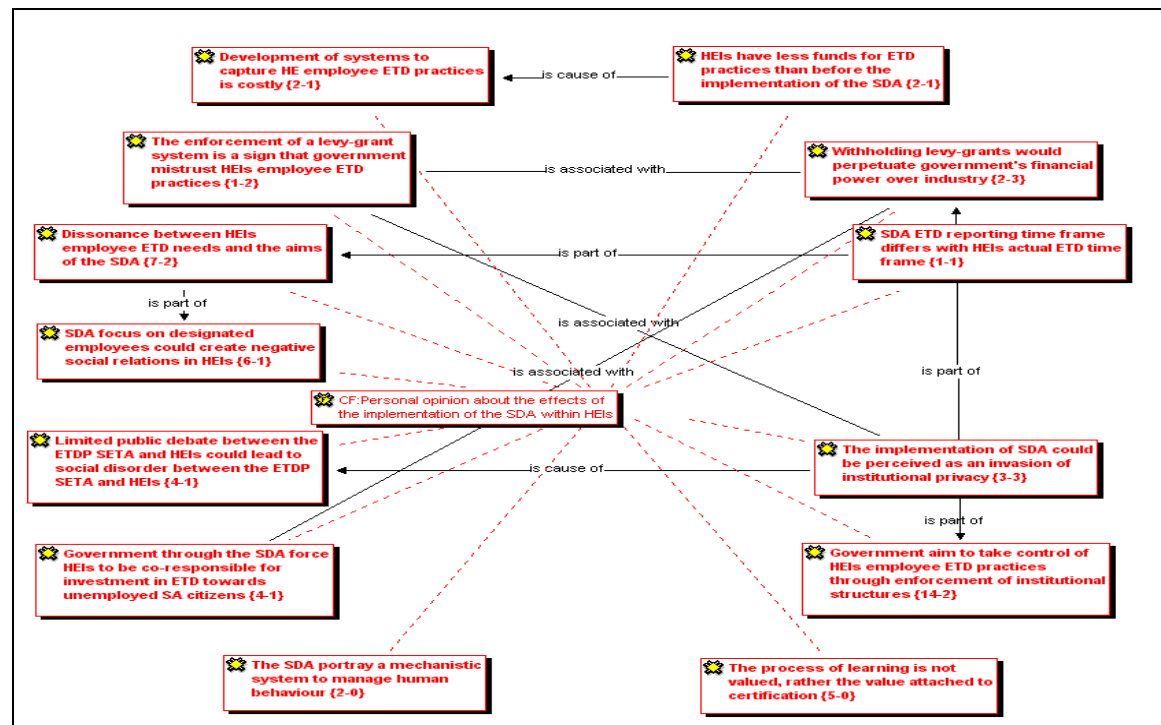 Development of systems to
capture HE employee ETD practices
is costly {2-1}
is cause of
HEIs have less funds for ETD
practices than before the
implementation of the SDA {2-1}
The enforcement of a levy-grant
system is a sign that government
mistrust HEIs employee ETD
practices {1-2}
is associated with
Withholding levy-grants would
perpetuate government's financial
power over industry {2-3}
Dissonance between HEIs
employee ETD needs and the aims
of the SDA {7-2}
is part of
SDA ETD reporting time frame
differs with HEIs actual ETD time
frame {1-1}
is part of
SDA focus on designated
employees could create negative
social relations in HEIs {6-1}
is associated with
is associated with
is part of
CF:Personal opinion about the effects of
the implementation of the SDA within HEIs
Limited public debate between the
ETDP SETA and HEIs could lead to
social disorder between the ETDP
SETA and HEIs {4-1}
is cause of
The implementation of SDA could
be perceived as an invasion of
institutional privacy {3-3}
is part of
Government through the SDA force
HEIs to be co-responsible for
investment in ETD towards
unemployed SA citizens {4-1}
Government aim to take control of
HEIs employee ETD practices
through enforcement of institutional
structures {14-2}
The SDA portray a mechanistic
system to manage human
behaviour {2-0}
The process of learning is not
valued, rather the value attached to
certification {5-0}